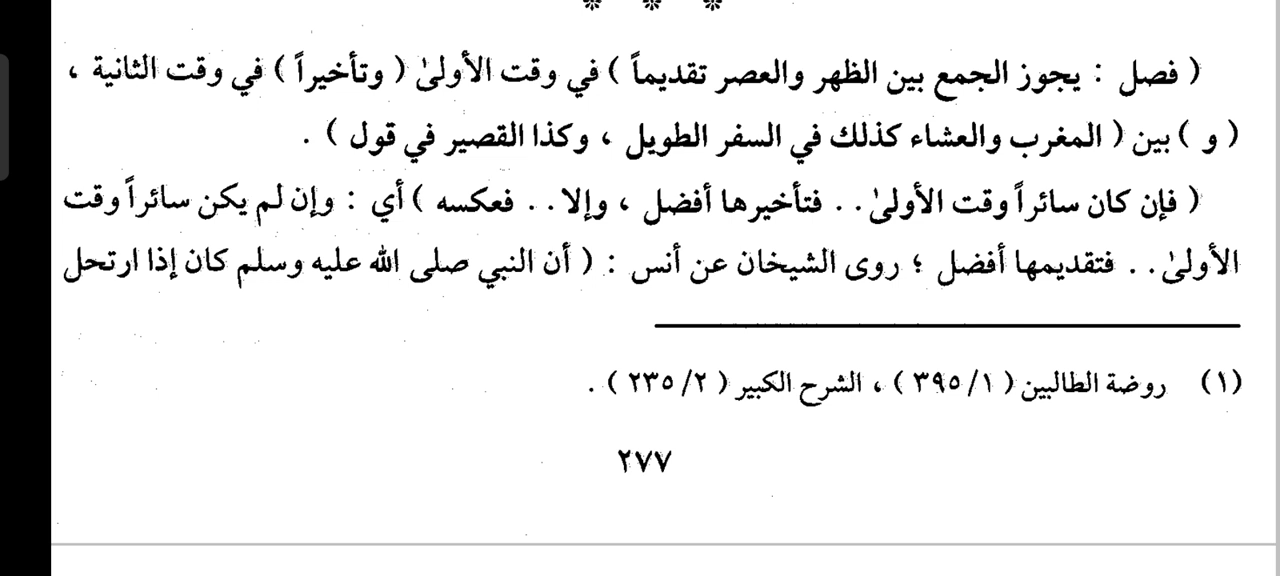 ( فصل : يجوز الجمع بين الظهر والعصر تقديماً ) في وقت الأولىٰ ( وتأخيراً ) في وقت الثانية ،
( و ) بين ( المغرب والعشاء كذلك في السفر الطويل ، وكذا القصير في قول ) .
( فإن كان سائراً وقت الأولىٰ . . فتأخيرها أفضل ، وإلا . . فعكسه ) أي : وإن لم يكن سائراً وقت
الأولىٰ . . فتقديمها أفضل ؛ روى الشيخان عن أنس : ( أن النبي صلى الله عليه وسلم كان إذا ارتحل
(١) روضة الطالبين ( ٣٩٥/١ ) ، الشرح الكبير ( ٢٣٥/٢ ) .
٢٧٧